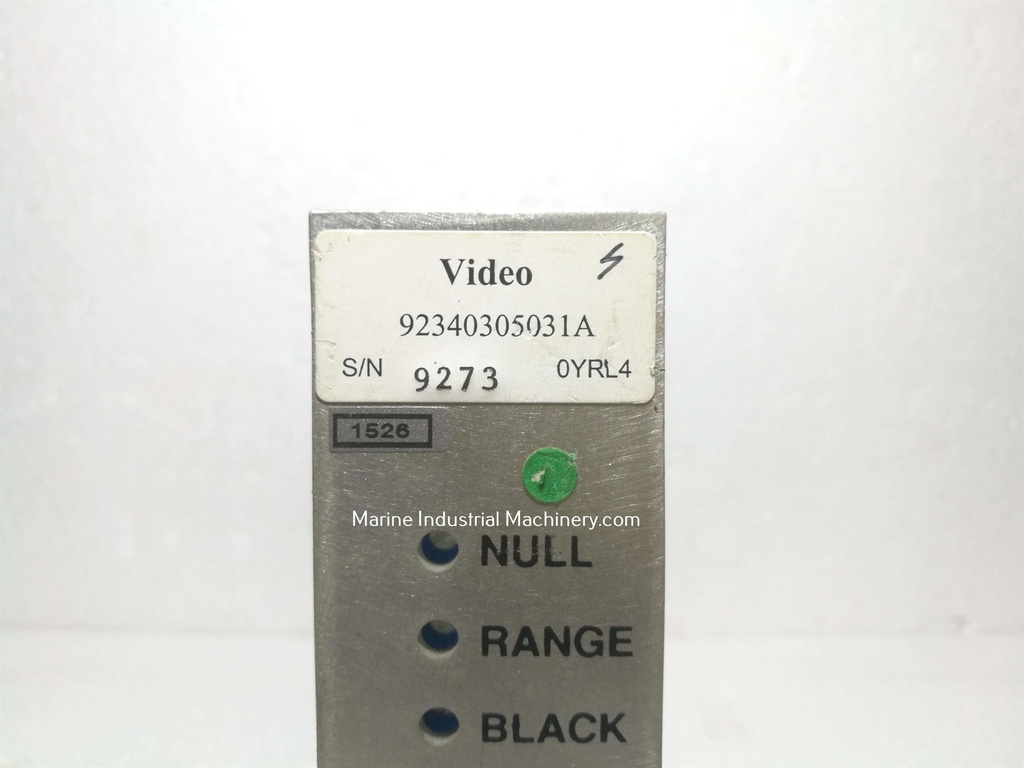 Video
92340305031A
S/N 9273 0YRL4
1526
Marine Industrial Machinery.com
NULL
RANGE
BLACK